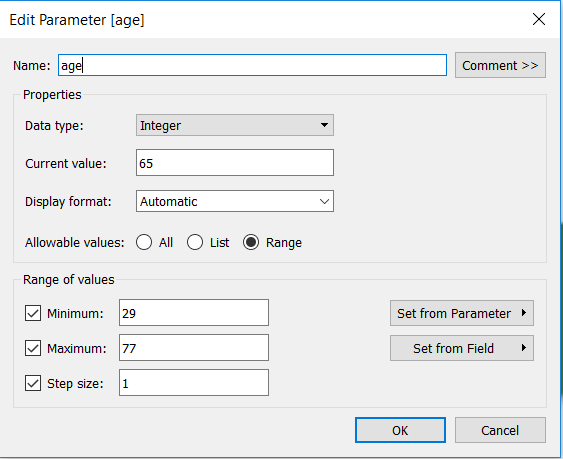 Edit Parameter [age]
Name: age Comment >>
Properties
Data type: Integer
Current value: 65
Display format: Automatic
Allowable values: All List Range
Range of values
Minimum: 29 Set from Parameter
Maximum: 77 Set from Field
Step size: 1
OK Cancel